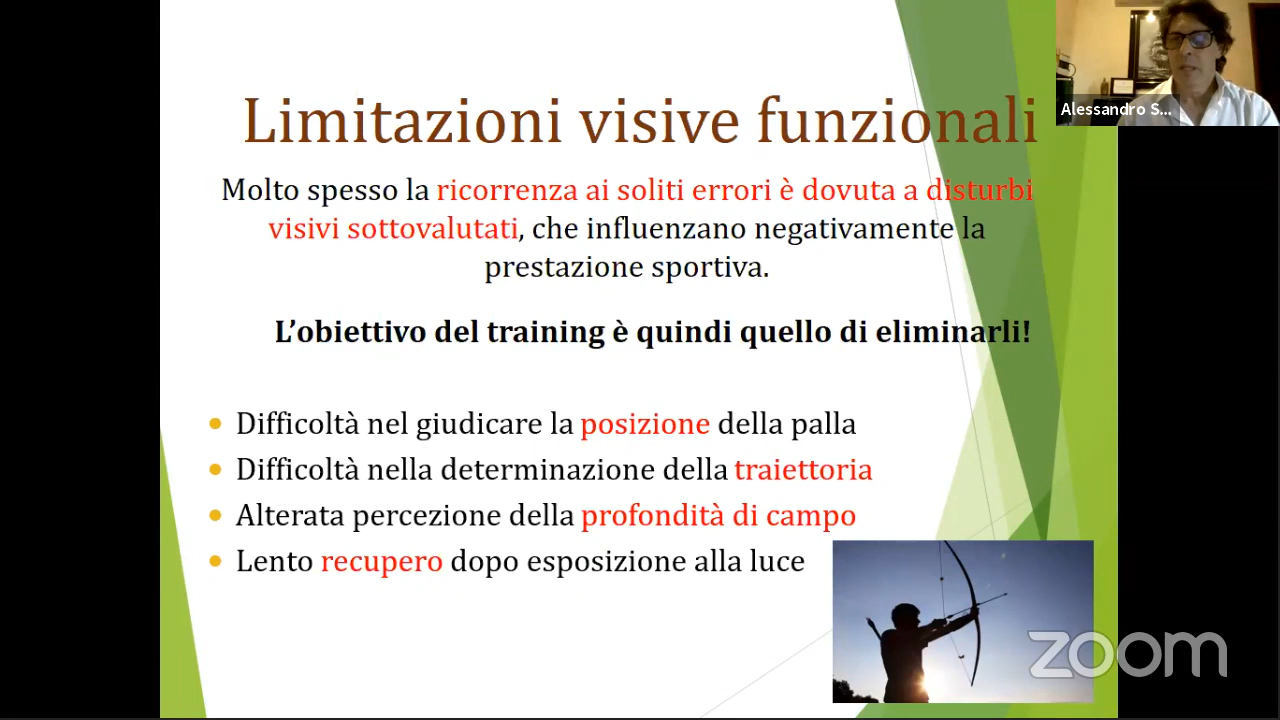 Limitazioni visive funzionali
Alessandro S...
Molto spesso la ricorrenza ai soliti errori è dovuta a disturbi
visivi sottovalutati, che influenzano negativamente la
prestazione sportiva.
L’obiettivo del training è quindi quello di eliminarli!
Difficoltà nel giudicare la posizione della palla
Difficoltà nella determinazione della traiettoria
Alterata percezione della profondità di campo
Lento recupero dopo esposizione alla luce
zoom